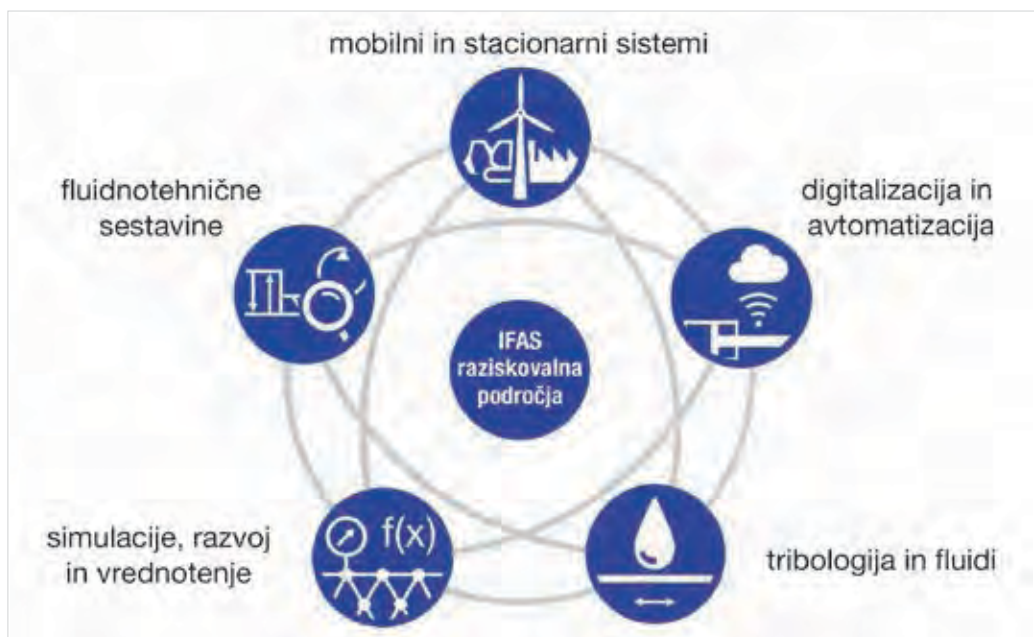 mobilni in stacionarni sistemi
fluidnotehnične
sestavine
digitalizacija in
avtomatizacija
IFAS
raziskovalna
področja
f(x)
simulacije, razvoj
in vrednotenje
tribologija in fluidi